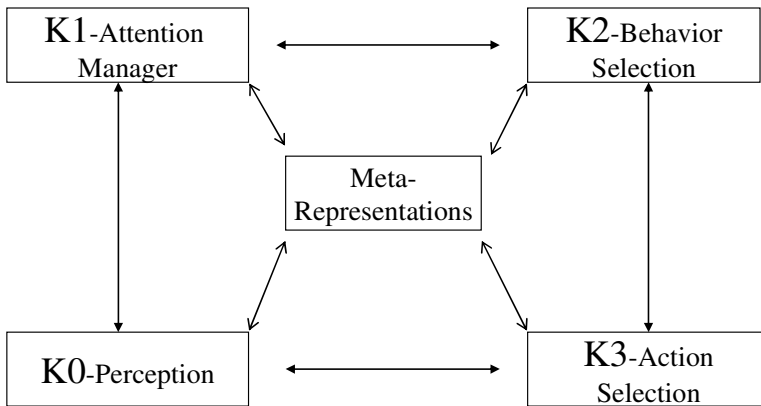 K1-Attention
Manager
K2-Behavior
Selection
Meta-
Representations
K0-Perception
K3-Action
Selection